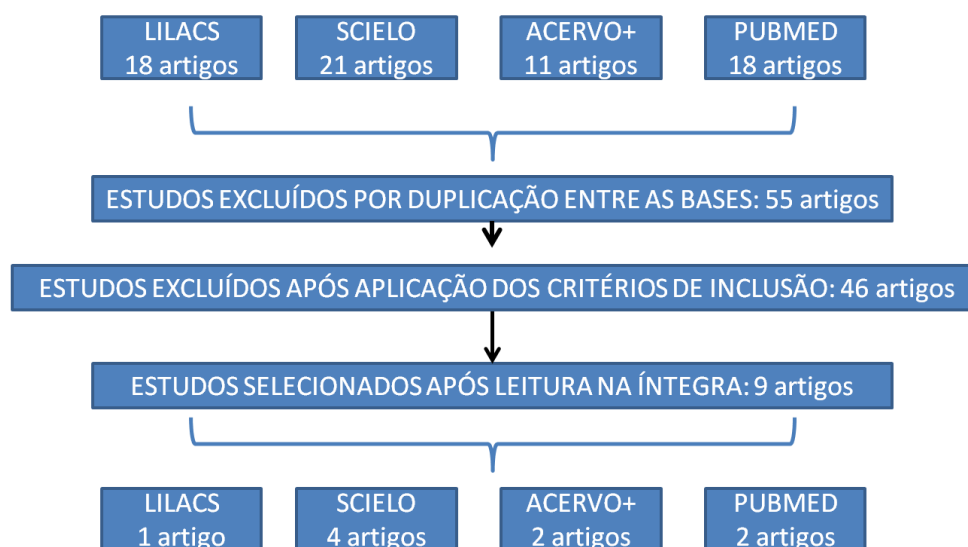 LILACS
18 artigos
SCIELO
21 artigos
ACERVO+
11 artigos
PUBMED
18 artigos
ESTUDOS EXCLUÍDOS POR DUPLICAÇÃO ENTRE AS BASES: 55 artigos
ESTUDOS EXCLUÍDOS APÓS APLICAÇÃO DOS CRITÉRIOS DE INCLUSÃO: 46 artigos
ESTUDOS SELECIONADOS APÓS LEITURA NA ÍNTEGRA: 9 artigos
LILACS
1 artigo
SCIELO
4 artigos
ACERVO+
2 artigos
PUBMED
2 artigos